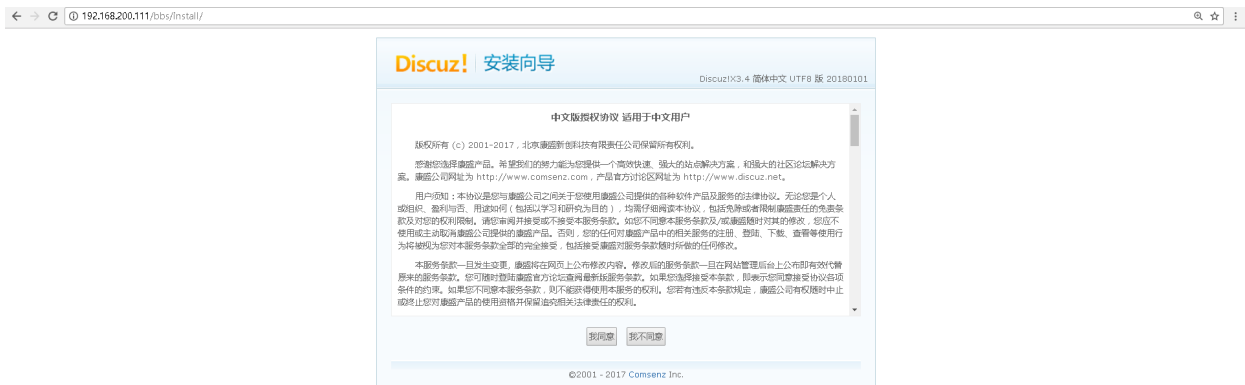 192.168.200.111/bbs/install/
Discuz! 安装向导
Discuz!X3.4 简体中文 UTF8 版 20180101
中文版授权协议 适用于中文用户
版权所有 (c) 2001-2017，北京康盛新创科技有限责任公司保留所有权利。
感谢您选择康盛产品。希望我们的努力能为您提供一个高效快速、强大的站点解决方案，和强大的社区论坛解决方
案。康盛公司网址为 http://www.comsenz.com，产品官方讨论区网址为 http://www.discuz.net。
用户须知：本协议是您与康盛公司之间关于您使用康盛公司提供的各种软件产品及服务的法律协议。无论您是个人
或组织、盈利与否、用途如何（包括以学习和研究为目的），均需仔细阅读本协议，包括免除或者限制康盛责任的免责条
款及对您的权利限制。请您审阅并接受或不接受本服务条款。如您不同意本服务条款及/或康盛随时对其的修改，您应不
使用或主动取消康盛公司提供的康盛产品。否则，您的任何对康盛产品中的相关服务的注册、登陆、下载、查看等使用行
为将被视为您对本服务条款全部的完全接受，包括接受康盛对服务条款随时所做的任何修改。
本服务条款一旦发生变更, 康盛将在网页上公布修改内容。修改后的服务条款一旦在网站管理后台上公布即有效代替
原来的服务条款。您可随时登陆康盛官方论坛查阅最新版服务条款。如果您选择接受本条款，即表示您同意接受协议各项
条件的约束。如果您不同意本服务条款，则不能获得使用本服务的权利。您若有违反本条款规定，康盛公司有权随时中止
或终止您对康盛产品的使用资格并保留追究相关法律责任的权利。
我同意 我不同意
©2001 - 2017 Comsenz Inc.